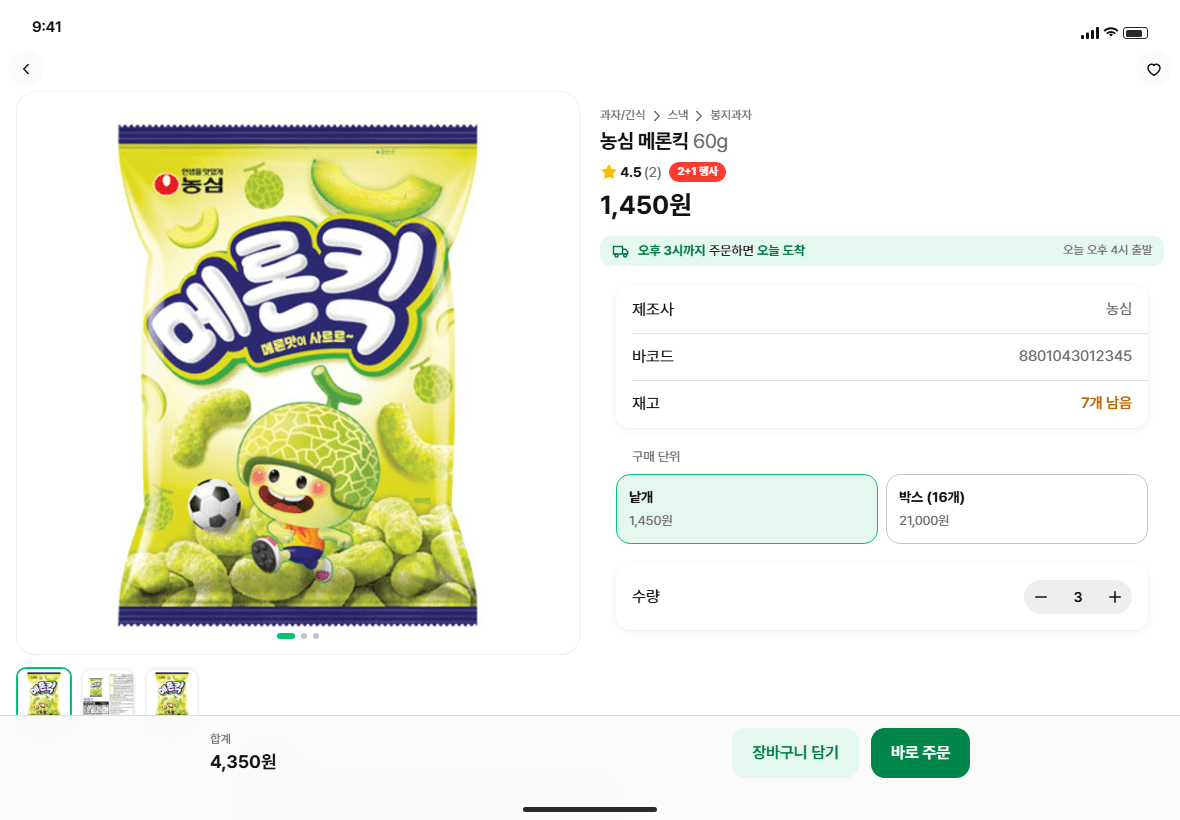 9:41
과자/간식 > 스낵 > 봉지과자
농심 메론킥 60g
4.5 (2) 2+1 행사
1,450원
오후 3시까지 주문하면 오늘 도착
오늘 오후 4시 출발
제조사
농심
바코드
8801043012345
재고
7개 남음
구매 단위
낱개
1,450원
박스 (16개)
21,000원
수량
3
인생을 맛있게
농심
메론킥
메론맛이 사르르~
합계
4,350원
장바구니 담기
바로 주문